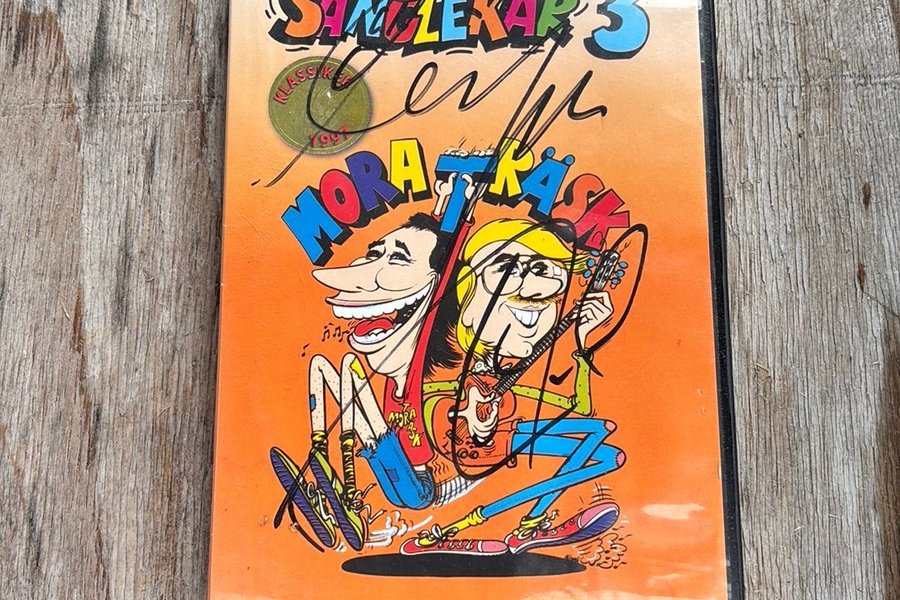 SÅNGLEKAR 3
KLASSIKER
1997
MORA TRÄSK
MORA
TRÄSK